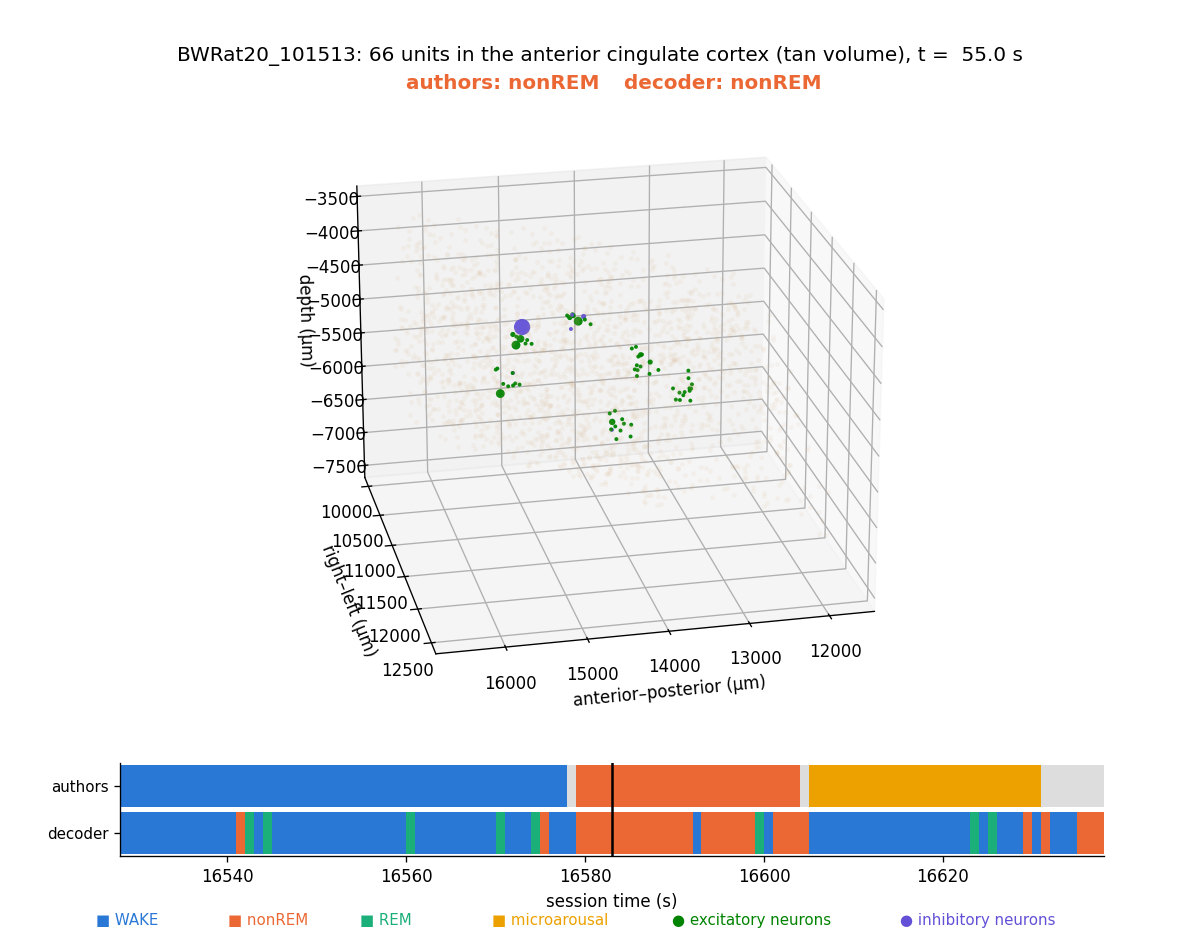 BWRat20_101513: 66 units in the anterior cingulate cortex (tan volume), t =  55.0 s
authors: nonREM    decoder: nonREM
−3500
−4000
−4500
−5000
−5500
−6000
−6500
−7000
−7500
depth (μm)
10000
10500
11000
11500
12000
12500
right–left (μm)
16000
15000
14000
13000
12000
anterior–posterior (μm)
authors
decoder
16540
16560
16580
16600
16620
session time (s)
WAKE
nonREM
REM
microarousal
excitatory neurons
inhibitory neurons